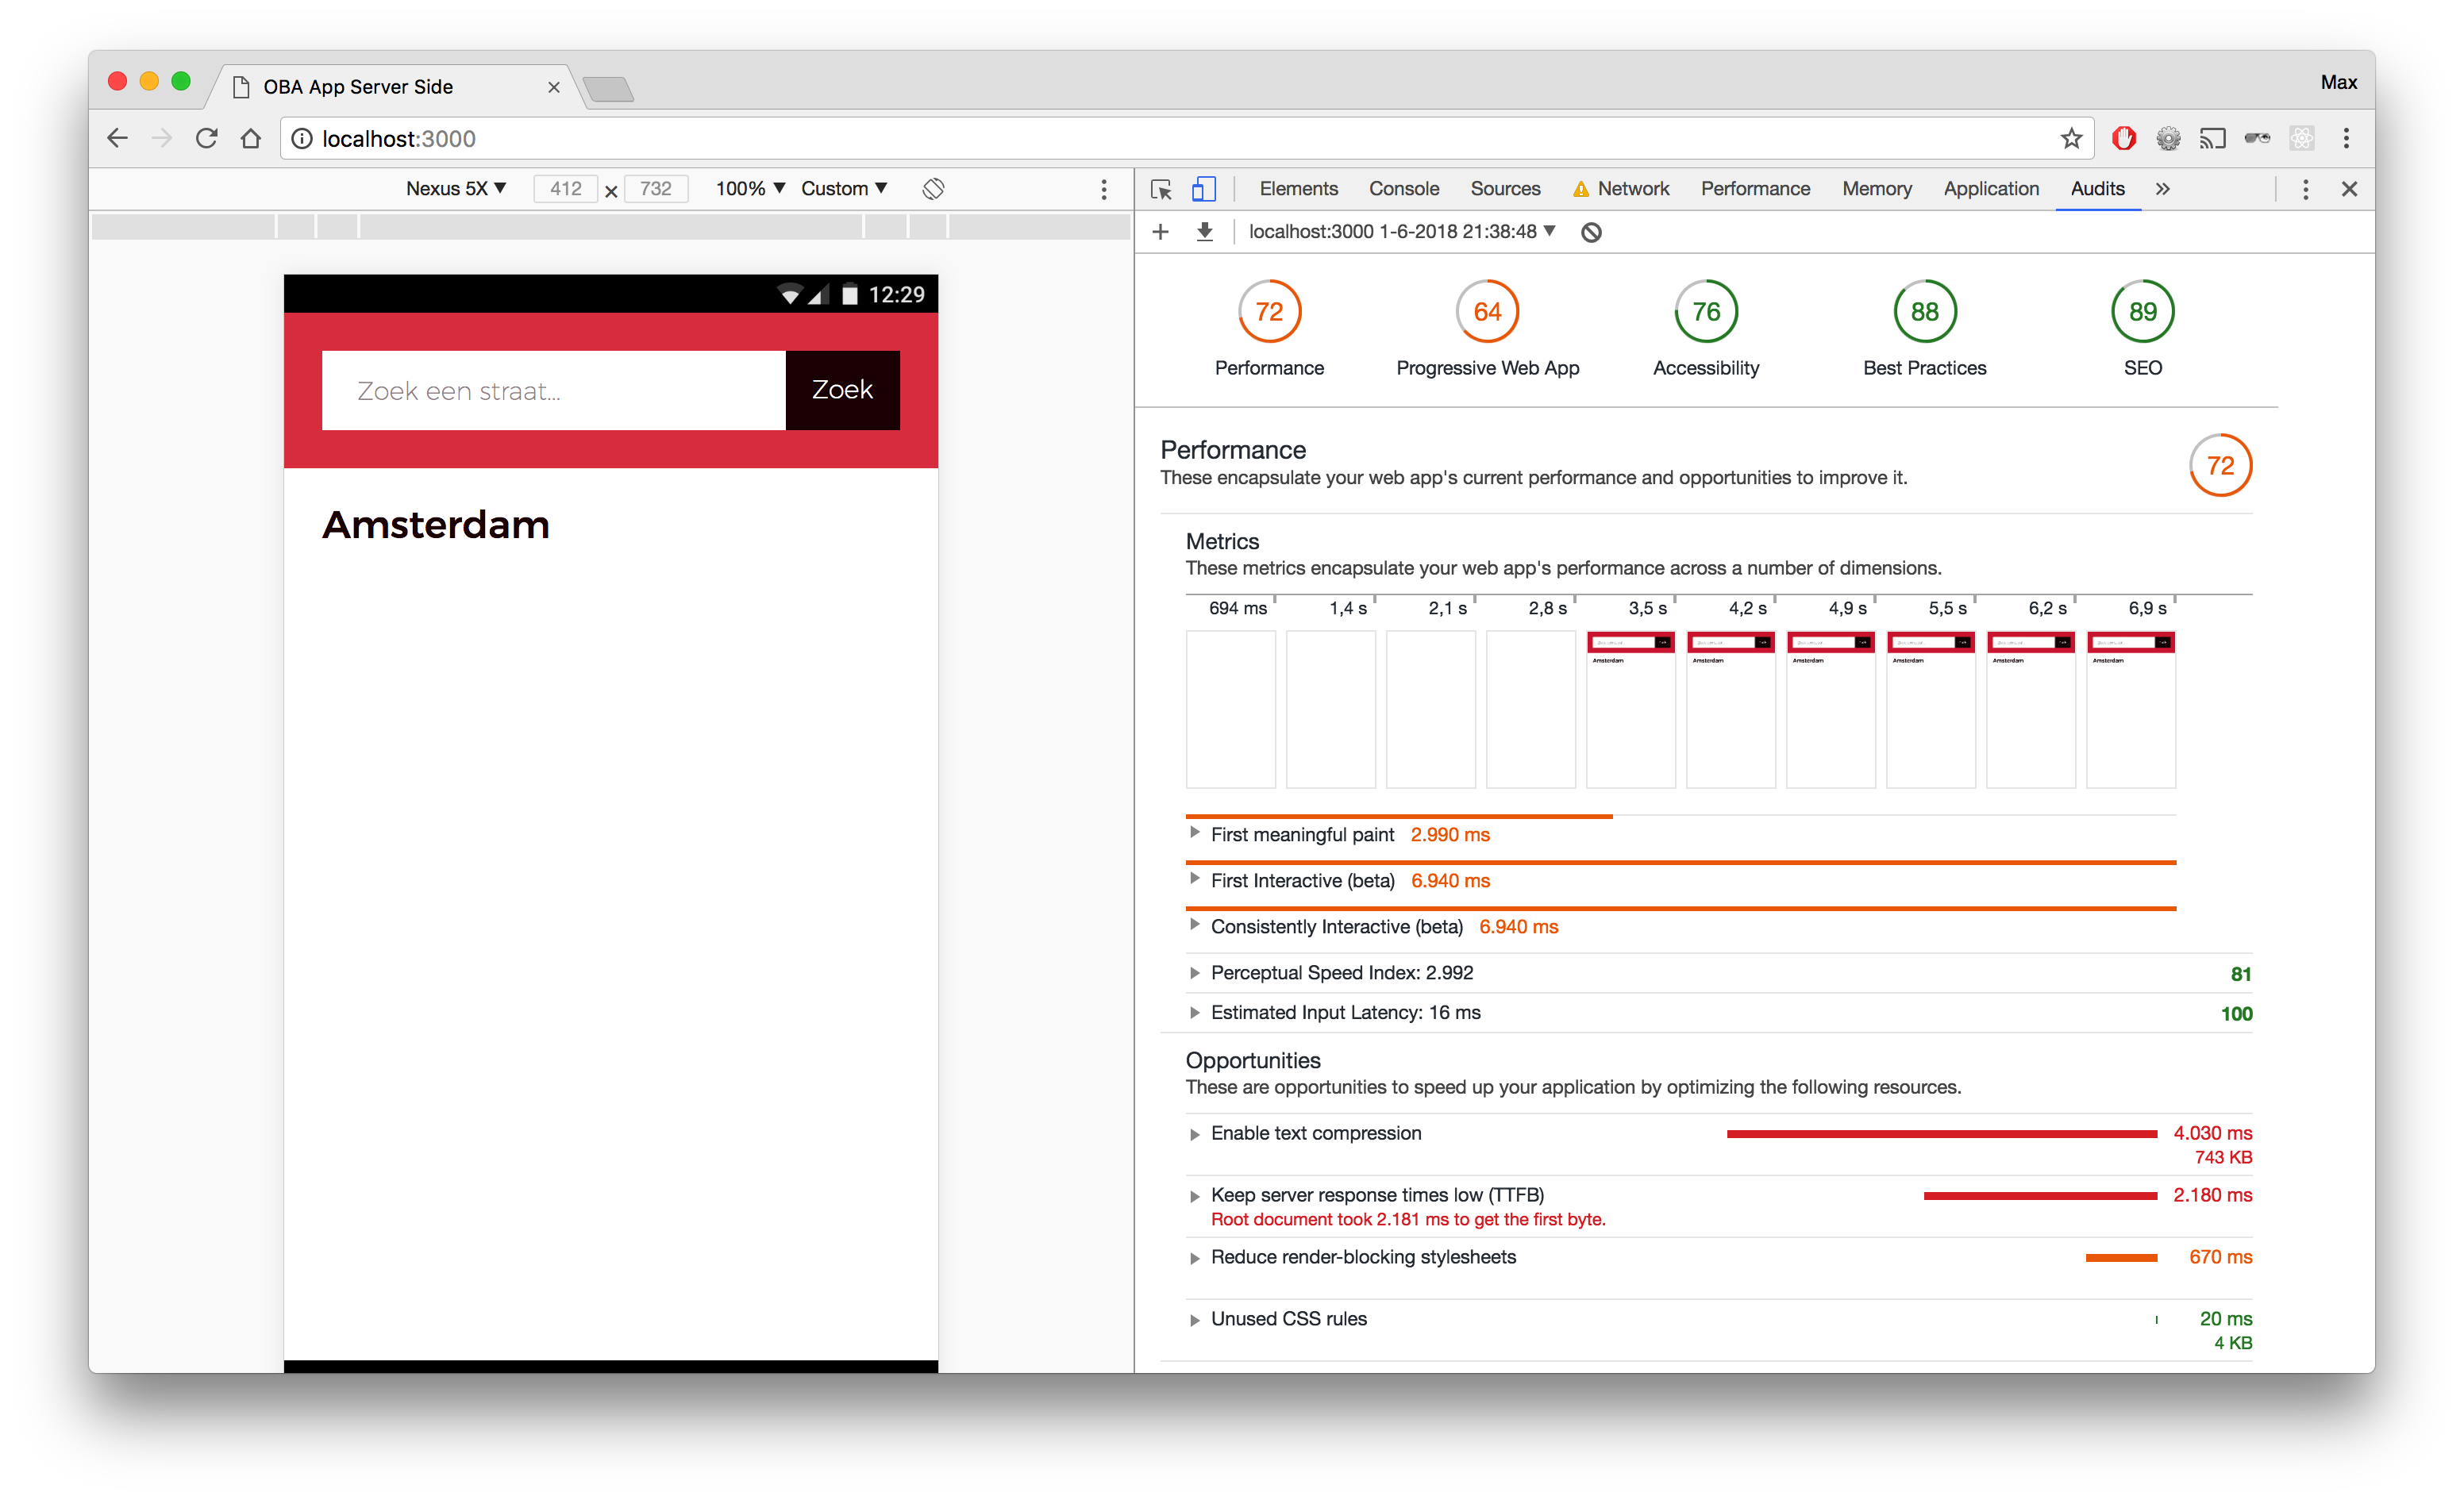 OBA App Server Side
Max
localhost:3000
Nexus 5X ▼ 412 × 732 100% ▼ Custom ▼
Elements Console Sources Network Performance Memory Application Audits »
localhost:3000 1-6-2018 21:38:48 ▼
12:29
Zoek een straat... Zoek
Amsterdam
72 64 76 88 89
Performance Progressive Web App Accessibility Best Practices SEO
Performance
These encapsulate your web app's current performance and opportunities to improve it.
72
Metrics
These metrics encapsulate your web app's performance across a number of dimensions.
694 ms 1,4 s 2,1 s 2,8 s 3,5 s 4,2 s 4,9 s 5,5 s 6,2 s 6,9 s
Amsterdam Amsterdam Amsterdam Amsterdam Amsterdam Amsterdam
First meaningful paint 2.990 ms
First Interactive (beta) 6.940 ms
Consistently Interactive (beta) 6.940 ms
Perceptual Speed Index: 2.992 81
Estimated Input Latency: 16 ms 100
Opportunities
These are opportunities to speed up your application by optimizing the following resources.
Enable text compression 4.030 ms
743 KB
Keep server response times low (TTFB) 2.180 ms
Root document took 2.181 ms to get the first byte.
Reduce render-blocking stylesheets 670 ms
Unused CSS rules 20 ms
4 KB